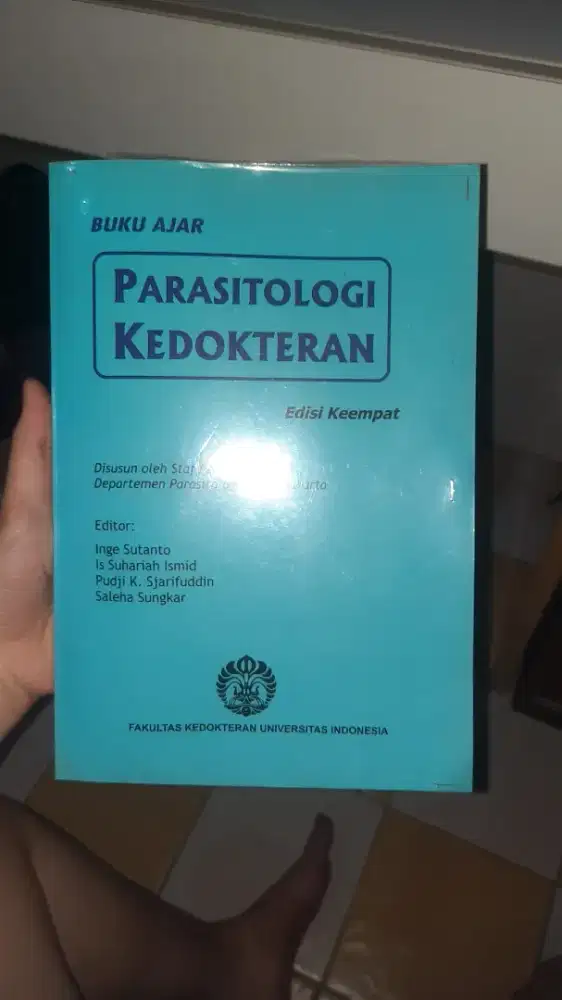 BUKU AJAR
PARASITOLOGI
KEDOKTERAN
Edisi Keempat
Disusun oleh Staf
Departemen
Editor:
Inge Sutanto
Is Suhariah Ismid
Pudji K. Sjarifuddin
Saleha Sungkar
FAKULTAS KEDOKTERAN UNIVERSITAS INDONESIA